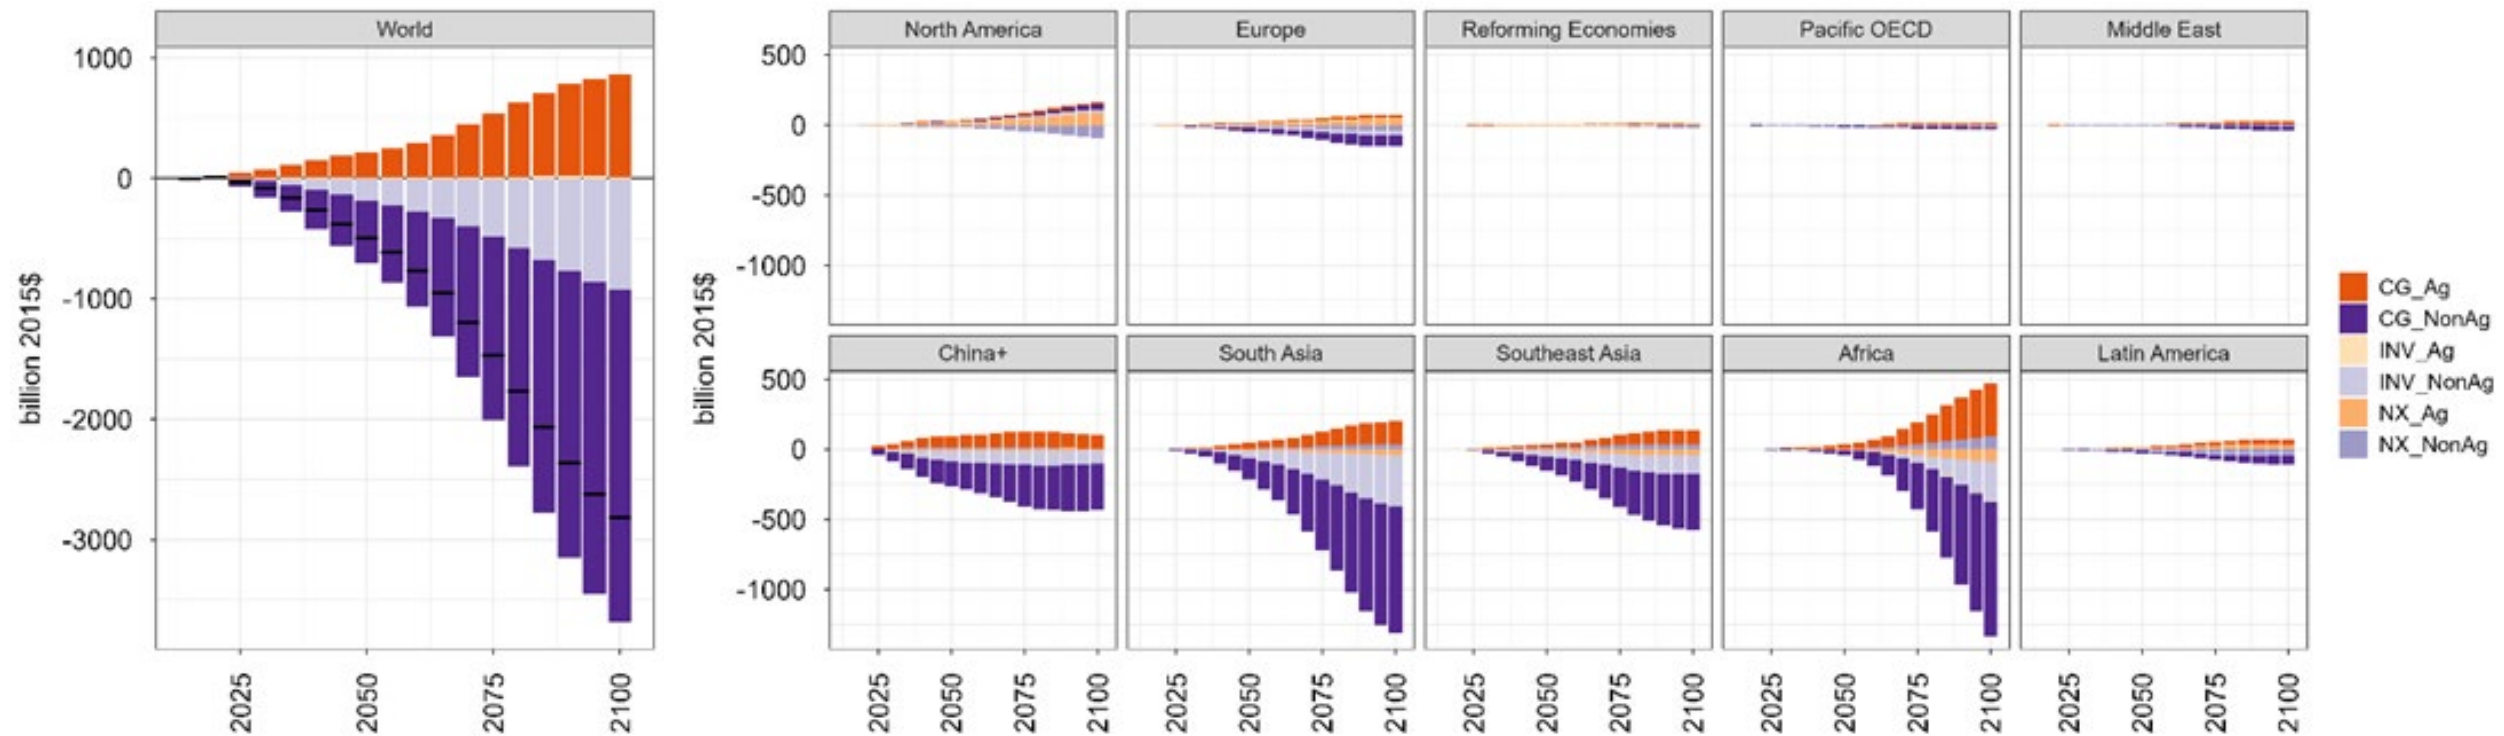 World
1000
0
-1000
-2000
-3000
billion 2015$
2025
2050
2075
2100
billion 2015$
North America
Europe
Reforming Economies
Pacific OECD
Middle East
500
0
-500
-1000
China+
South Asia
Southeast Asia
Africa
Latin America
500
0
-500
-1000
2025
2050
2075
2100
2025
2050
2075
2100
2025
2050
2075
2100
2025
2050
2075
2100
2025
2050
2075
2100
CG_Ag
CG_NonAg
INV_Ag
INV_NonAg
NX_Ag
NX_NonAg